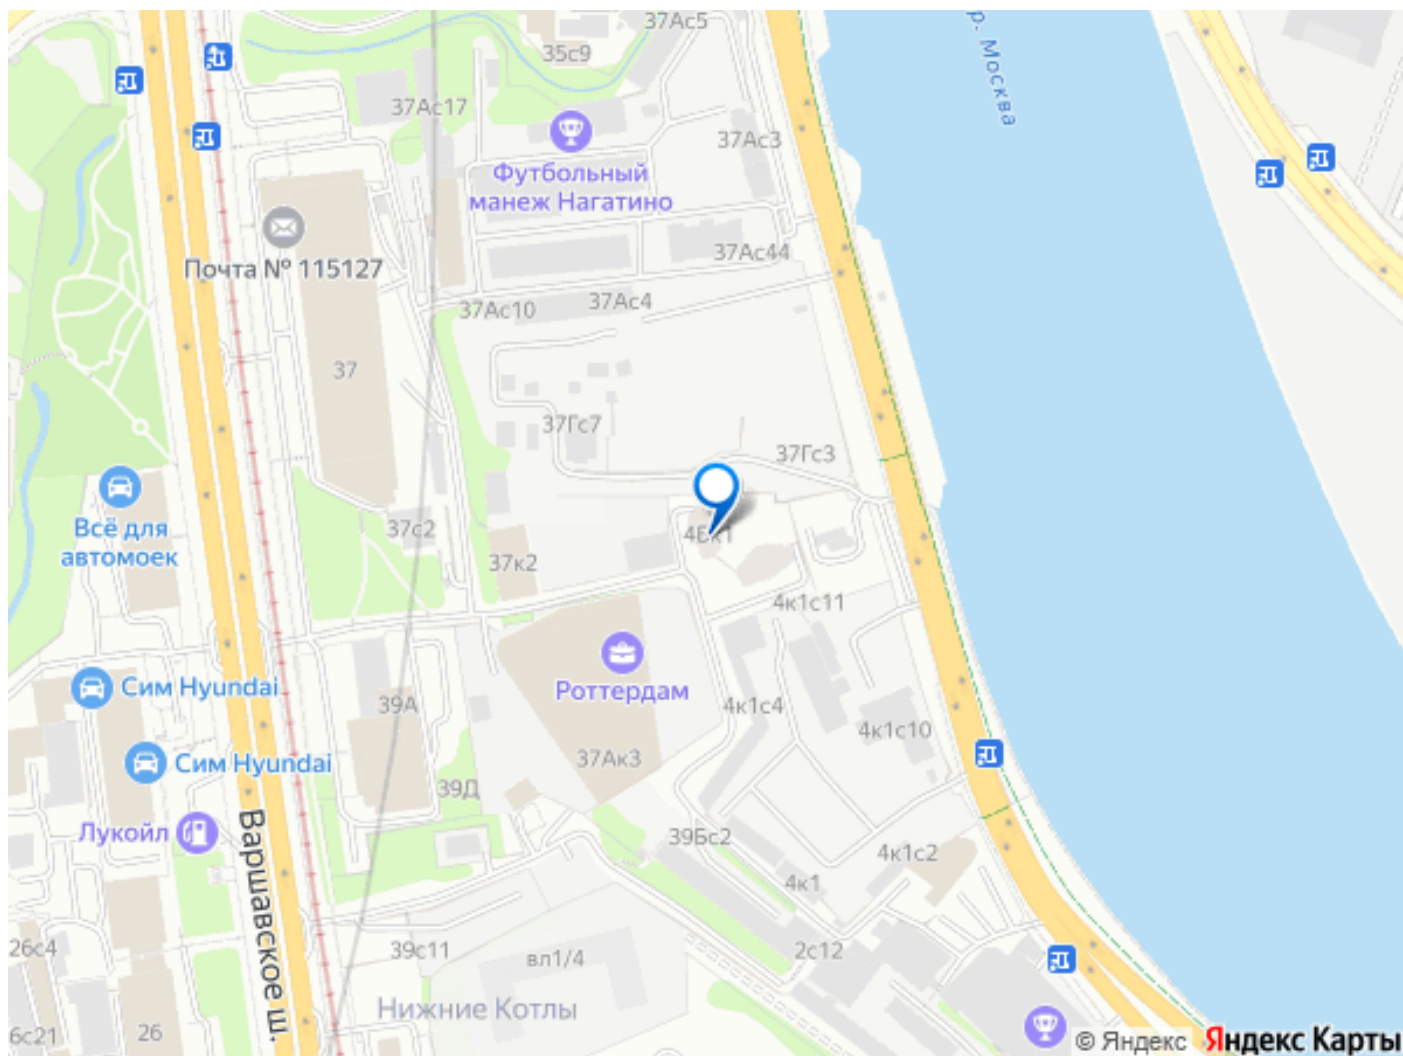 37Ас5
35с9
р. Москва
37Ас17
37Ас3
Футбольный
манеж Нагатино
37Ас44
Почта № 115127
37Ас10
37Ас4
37
37Гс7
37Гс3
Всё для
автомоек
37с2
4Бк1
37к2
4к1с11
Сим Hyundai
Роттердам
39А
4к1с4
4к1с10
Сим Hyundai
37Ак3
39Д
Лукойл
Варшавское ш.
39Бс2
4к1с2
4к1
26с4
39с11
вл1/4
2с12
Нижние Котлы
6с21
26
© Яндекс Яндекс Карты